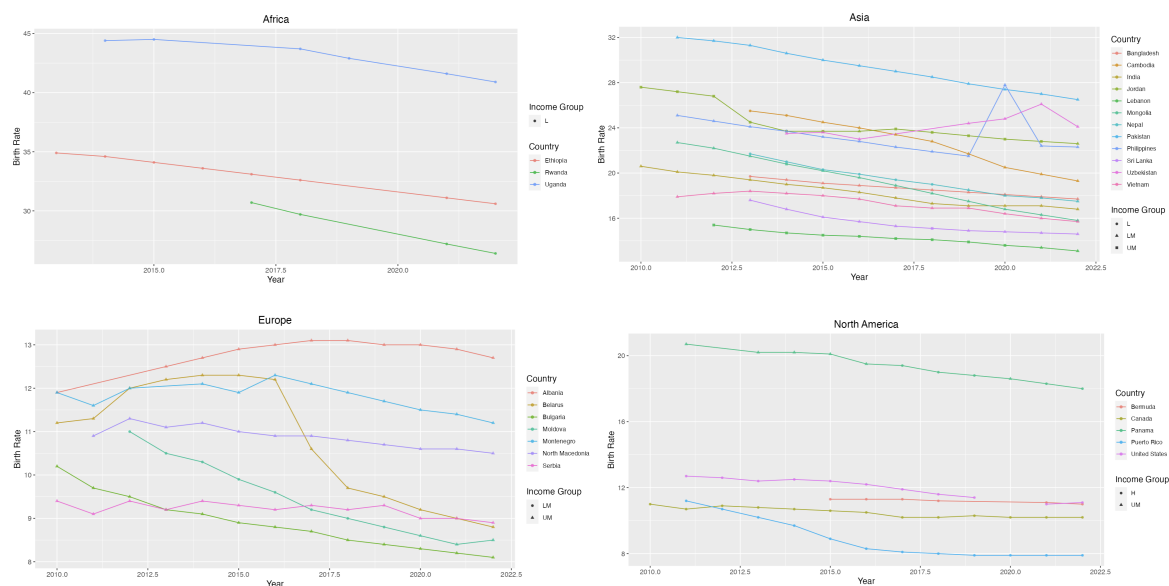 Africa
45
40
35
30
Birth Rate
2015.0
2017.5
2020.0
Year
Income Group
L
Country
Ethiopia
Rwanda
Uganda
Asia
32
28
24
20
16
Birth Rate
2010.0
2012.5
2015.0
2017.5
2020.0
2022.5
Year
Country
Bangladesh
Cambodia
India
Jordan
Lebanon
Mongolia
Nepal
Pakistan
Philippines
Sri Lanka
Uzbekistan
Vietnam
Income Group
L
LM
UM
Europe
13
12
11
10
9
8
Birth Rate
2010.0
2012.5
2015.0
2017.5
2020.0
2022.5
Year
Country
Albania
Belarus
Bulgaria
Moldova
Montenegro
North Macedonia
Serbia
Income Group
LM
UM
North America
20
16
12
8
Birth Rate
2010.0
2012.5
2015.0
2017.5
2020.0
2022.5
Year
Country
Bermuda
Canada
Panama
Puerto Rico
United States
Income Group
H
UM